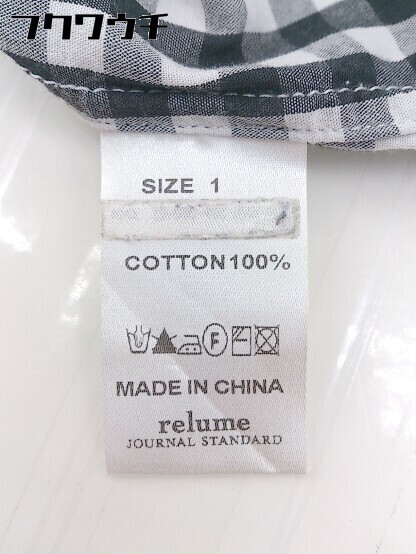 フクワウチ
SIZE 1
COTTON100%
F
MADE IN CHINA
relume
JOURNAL STANDARD